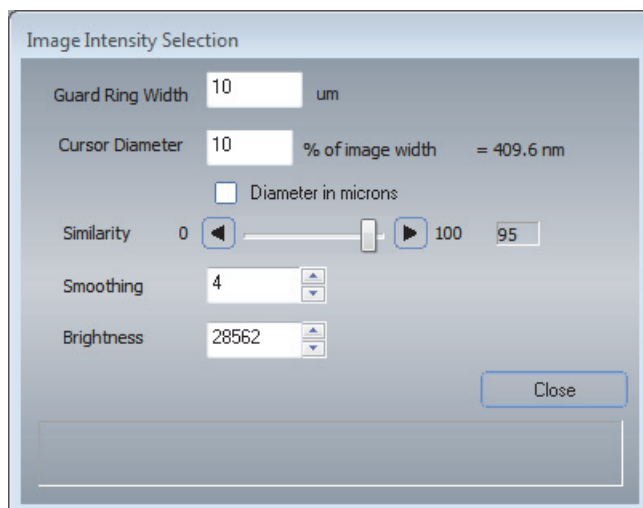 Image Intensity Selection
Guard Ring Width 10 um
Cursor Diameter 10 % of image width = 409.6 nm
Diameter in microns
Similarity 0 100 95
Smoothing 4
Brightness 28562
Close